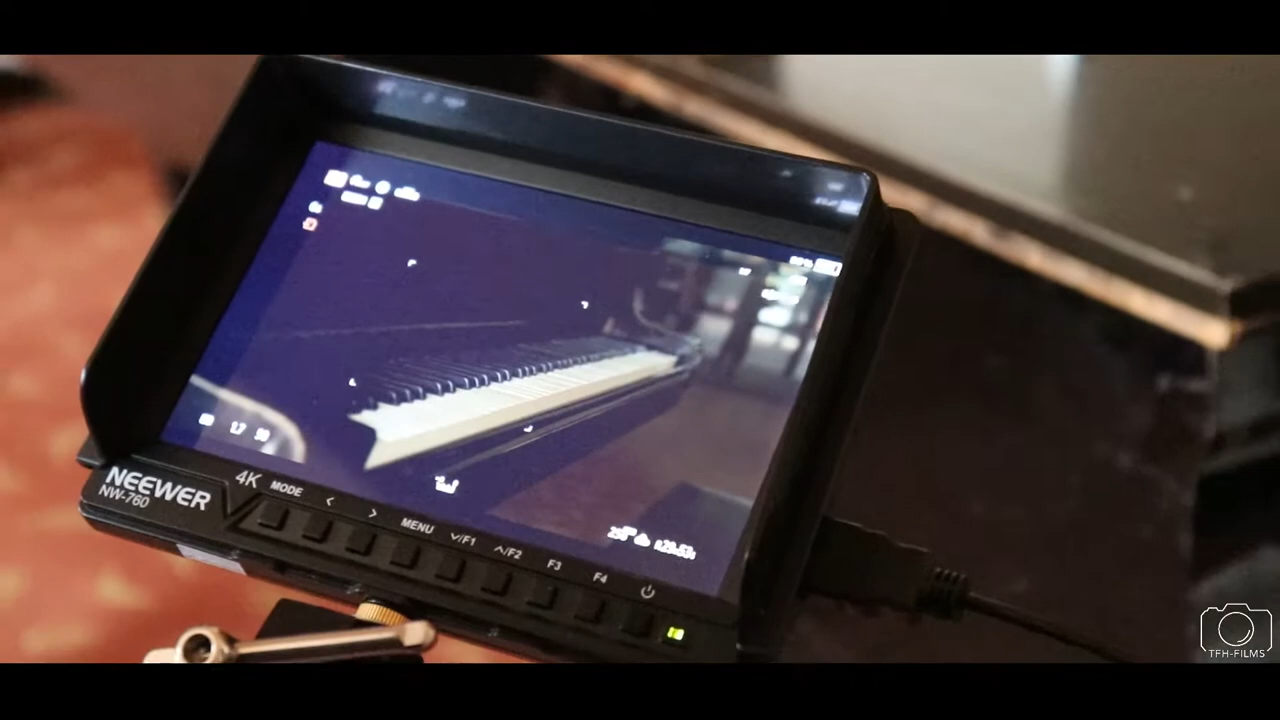 NEEWER
NW-760
4K
MODE
<
>
MENU
∨/F1
∧/F2
F3
F4
TFH-FILMS